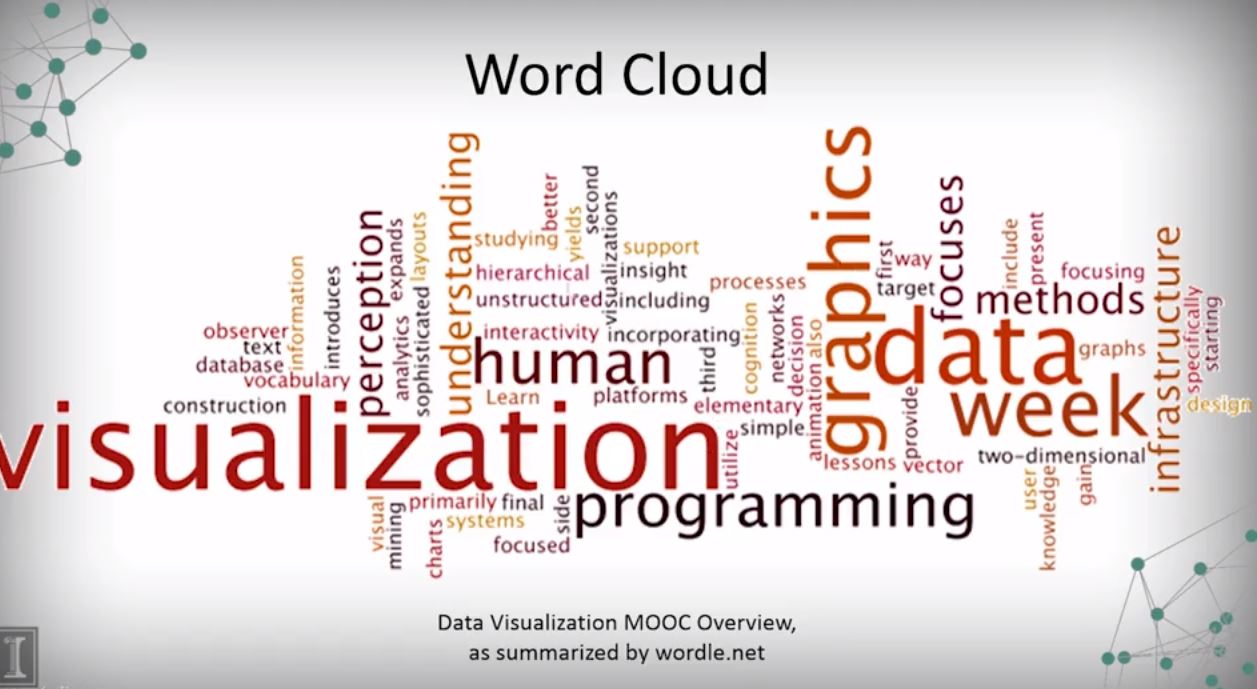 Word Cloud
understanding
graphics
better
second
yields
visualizations
studying
support
hierarchical
insight
unstructured
including
processes
interactivity
incorporating
human
Learn
platforms
third
cognition
networks
decision
also
animation
elementary
simple
utilize
perception
expands
layouts
analytics
sophisticated
information
introduces
observer
text
database
vocabulary
construction
visualization
first
way
target
focuses
include
present
focusing
methods
data
graphs
week
infrastructure
specifically
starting
design
provide
lessons
vector
two-dimensional
user
knowledge
gain
visual
mining
primarily
final
charts
systems
side
focused
programming
Data Visualization MOOC Overview,
as summarized by wordle.net
I